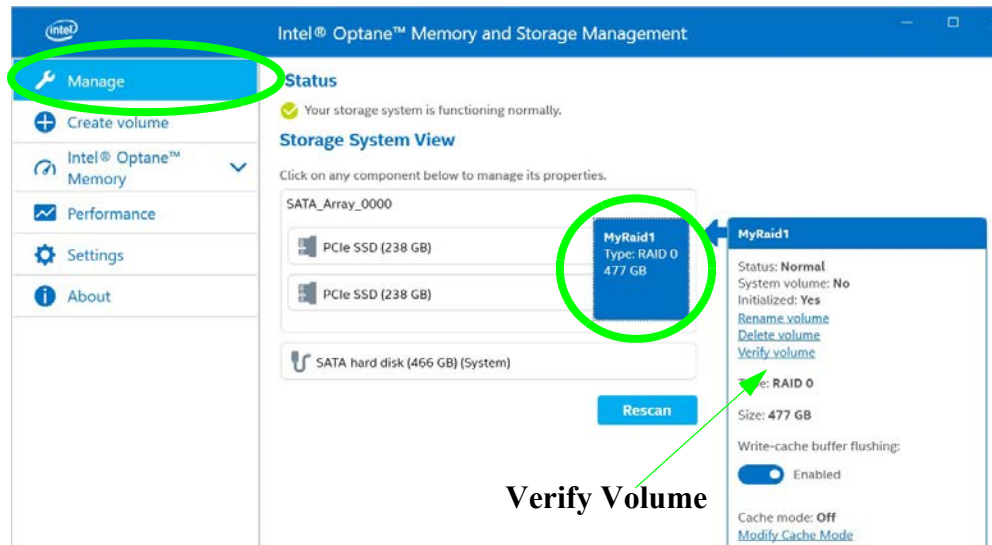 intel
Intel® Optane™ Memory and Storage Management
Manage
Create volume
Intel® Optane™
Memory
Performance
Settings
About
Status
Your storage system is functioning normally.
Storage System View
Click on any component below to manage its properties.
SATA_Array_0000
PCIe SSD (238 GB)
PCIe SSD (238 GB)
MyRaid1
Type: RAID 0
477 GB
SATA hard disk (466 GB) (System)
Rescan
MyRaid1
Status: Normal
System volume: No
Initialized: Yes
Rename volume
Delete volume
Verify volume
Type: RAID 0
Size: 477 GB
Write-cache buffer flushing:
Enabled
Cache mode: Off
Modify Cache Mode
Verify Volume